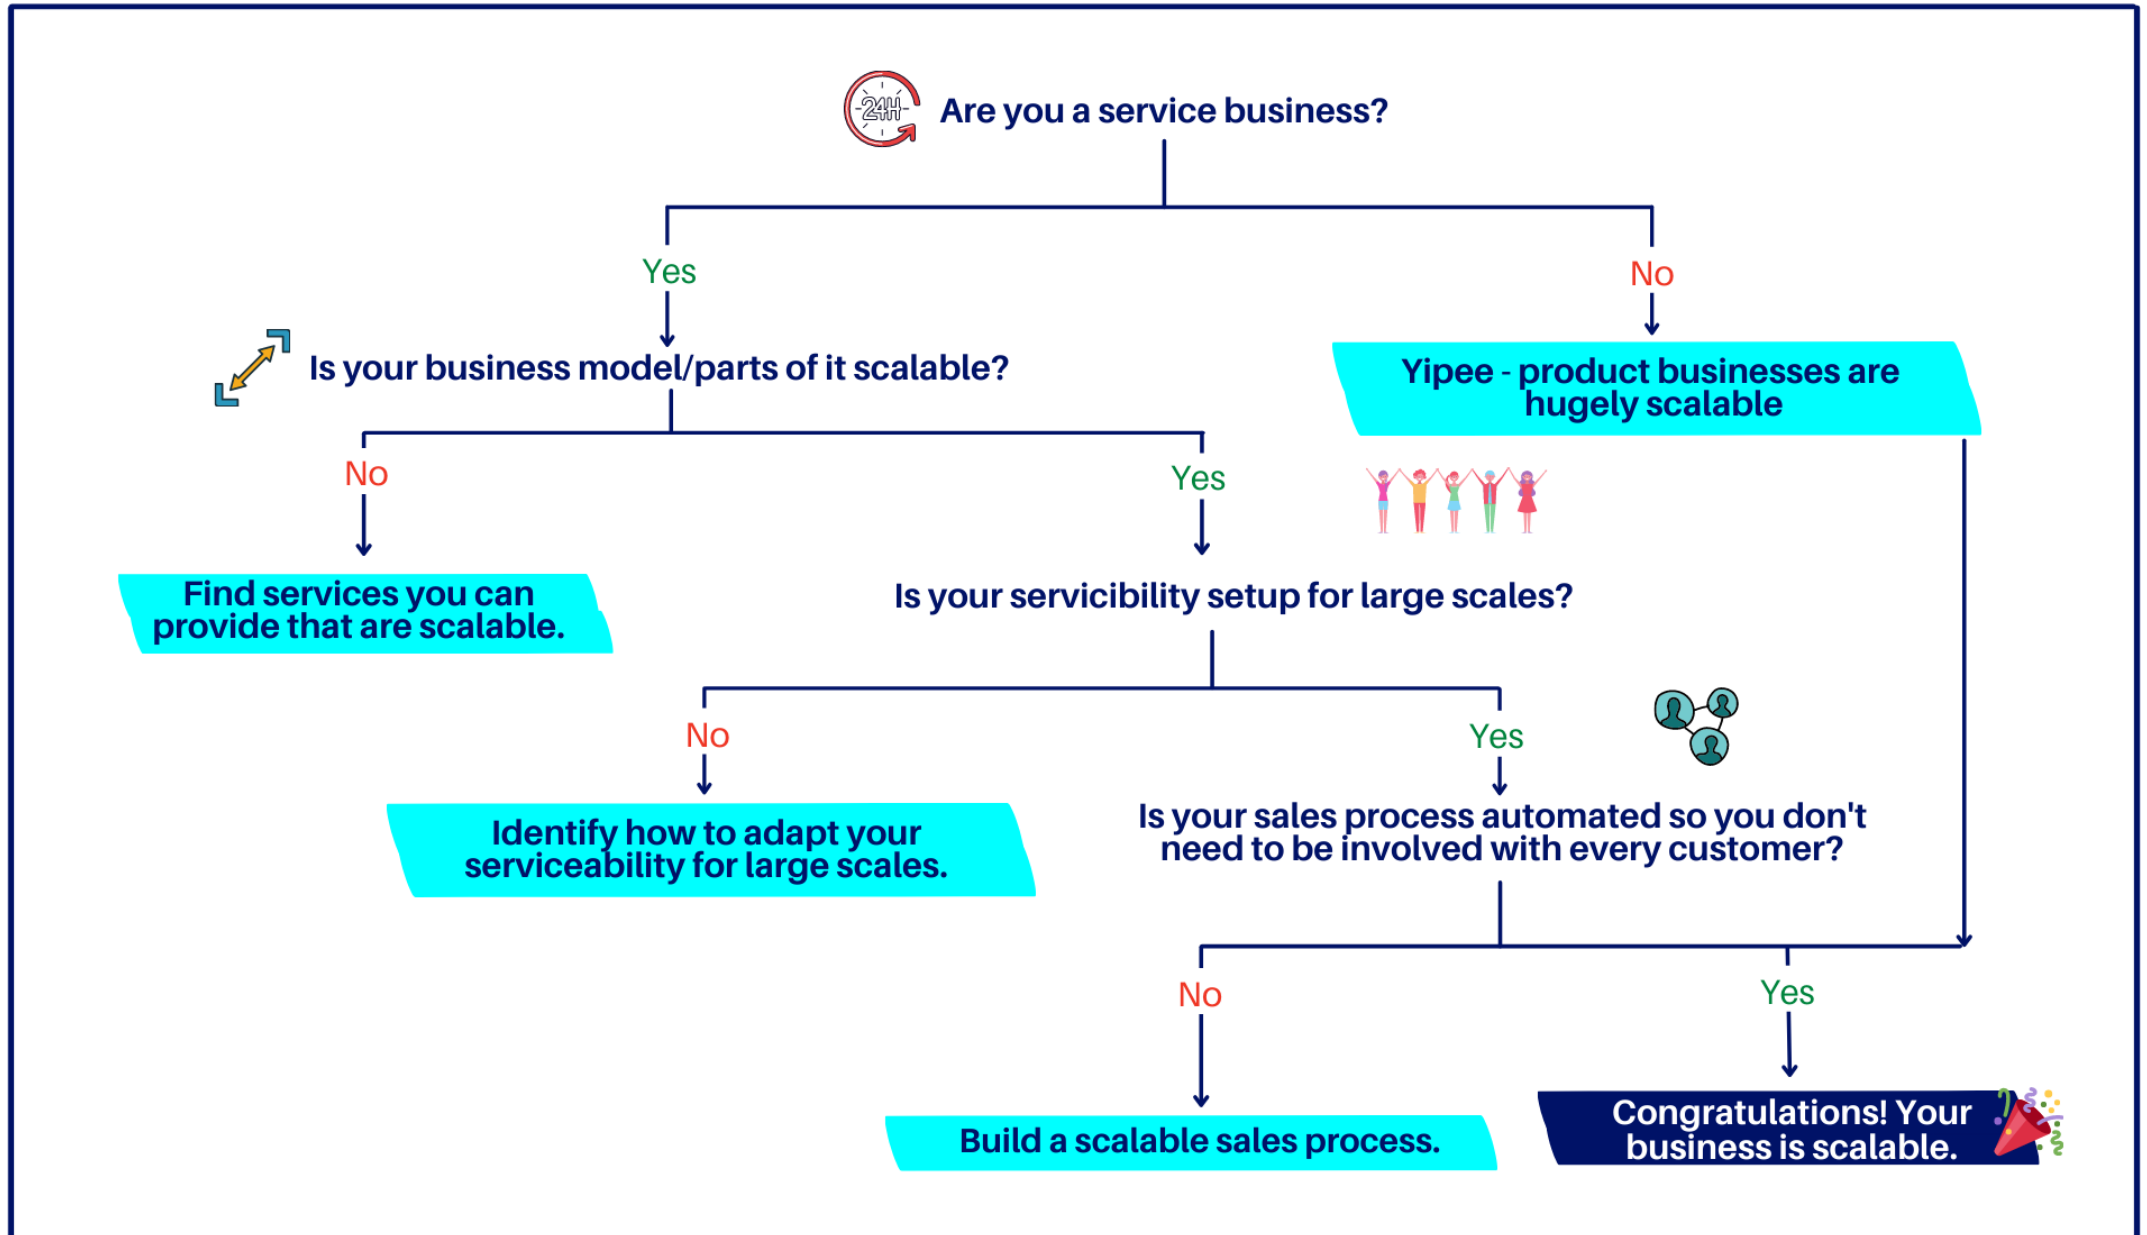 24H
Are you a service business?
Yes
No
Is your business model/parts of it scalable?
Yipee - product businesses are
hugely scalable
No
Yes
Find services you can
provide that are scalable.
Is your servicibility setup for large scales?
No
Yes
Identify how to adapt your
serviceability for large scales.
Is your sales process automated so you don't
need to be involved with every customer?
No
Yes
Build a scalable sales process.
Congratulations! Your
business is scalable.